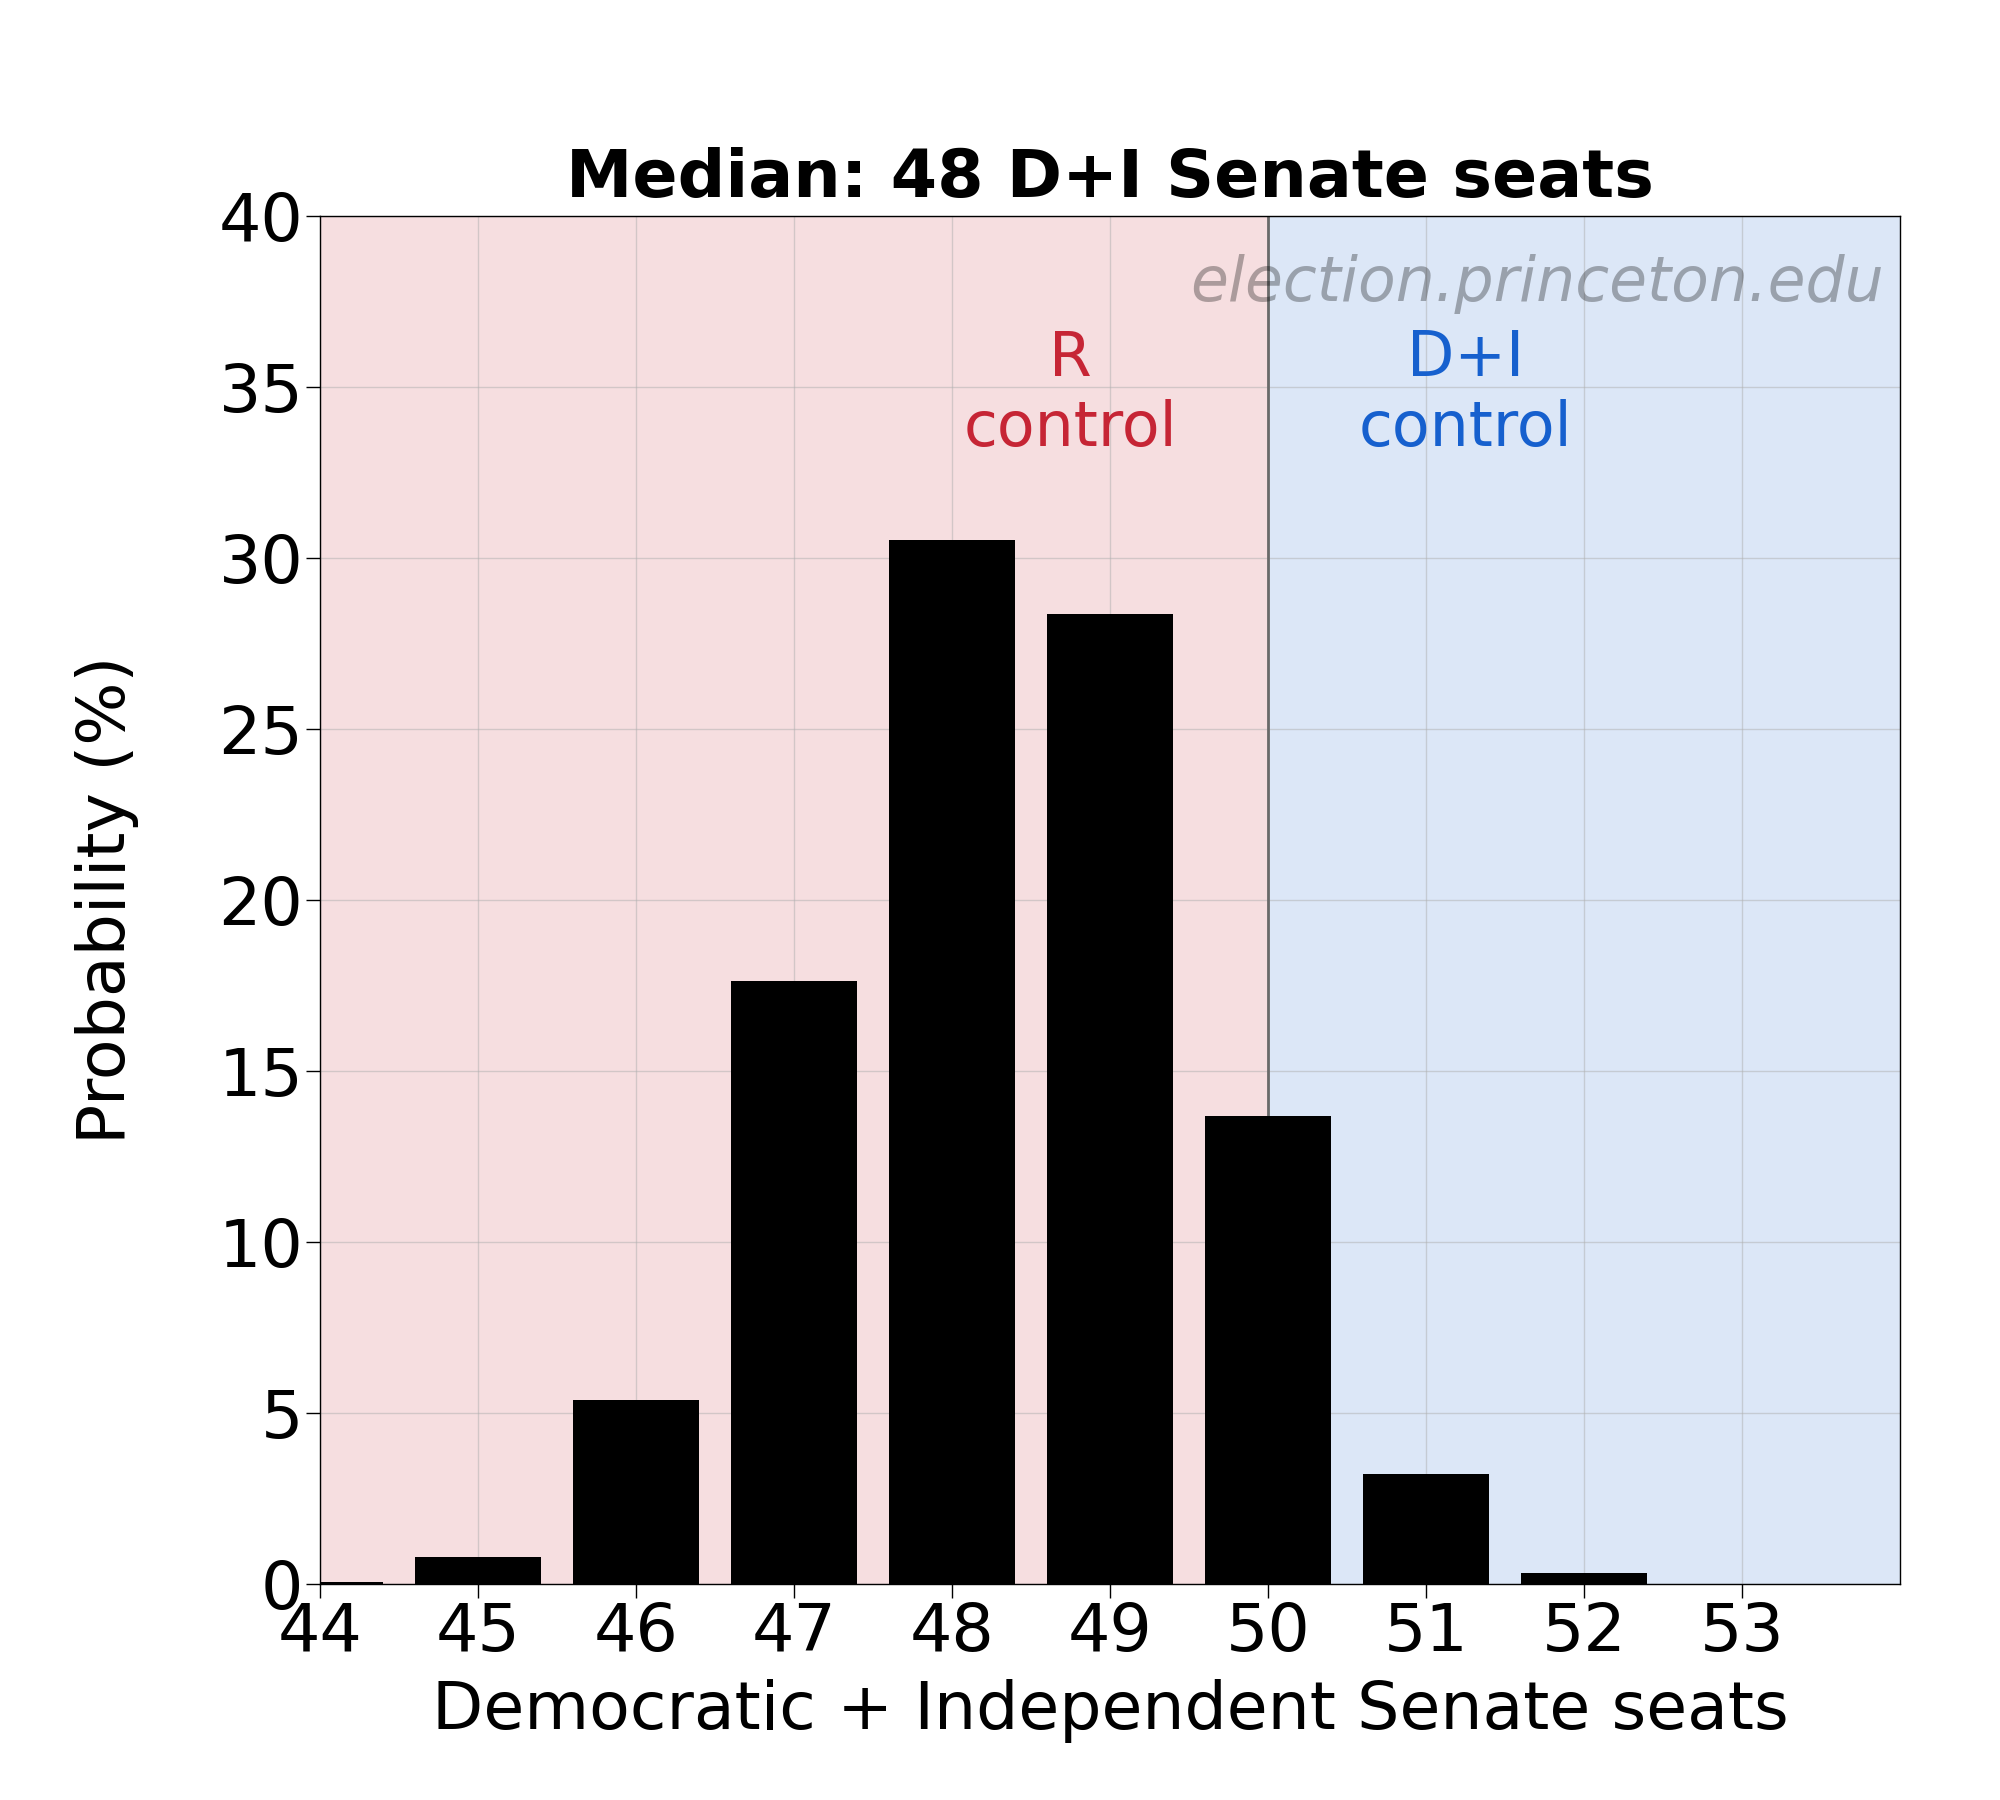 Median: 48 D+I Senate seats
election.princeton.edu
R
control
D+I
control
40
35
30
25
20
15
10
5
0
Probability (%)
44 45 46 47 48 49 50 51 52 53
Democratic + Independent Senate seats